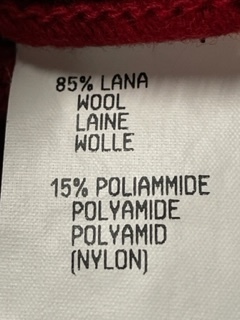 85% LANA
WOOL
LAINE
WOLLE
15% POLIAMMIDE
POLYAMIDE
POLYAMID
(NYLON)